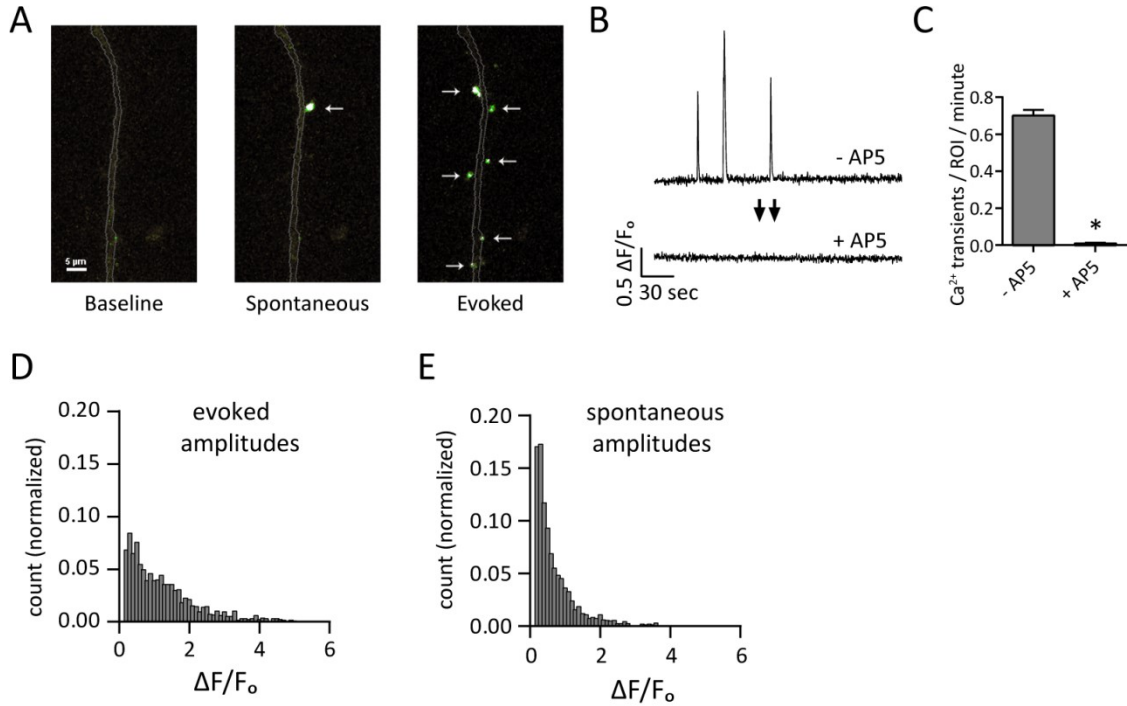 A
5 µm
Baseline
Spontaneous
Evoked
B
- AP5
+ AP5
0.5 ΔF/Fₒ
30 sec
C
Ca²⁺ transients / ROI / minute
0.8
0.6
0.4
0.2
0.0
*
- AP5
+ AP5
D
evoked
amplitudes
count (normalized)
0.20
0.15
0.10
0.05
0.00
0 2 4 6
ΔF/Fₒ
E
spontaneous
amplitudes
count (normalized)
0.20
0.15
0.10
0.05
0.00
0 2 4 6
ΔF/Fₒ